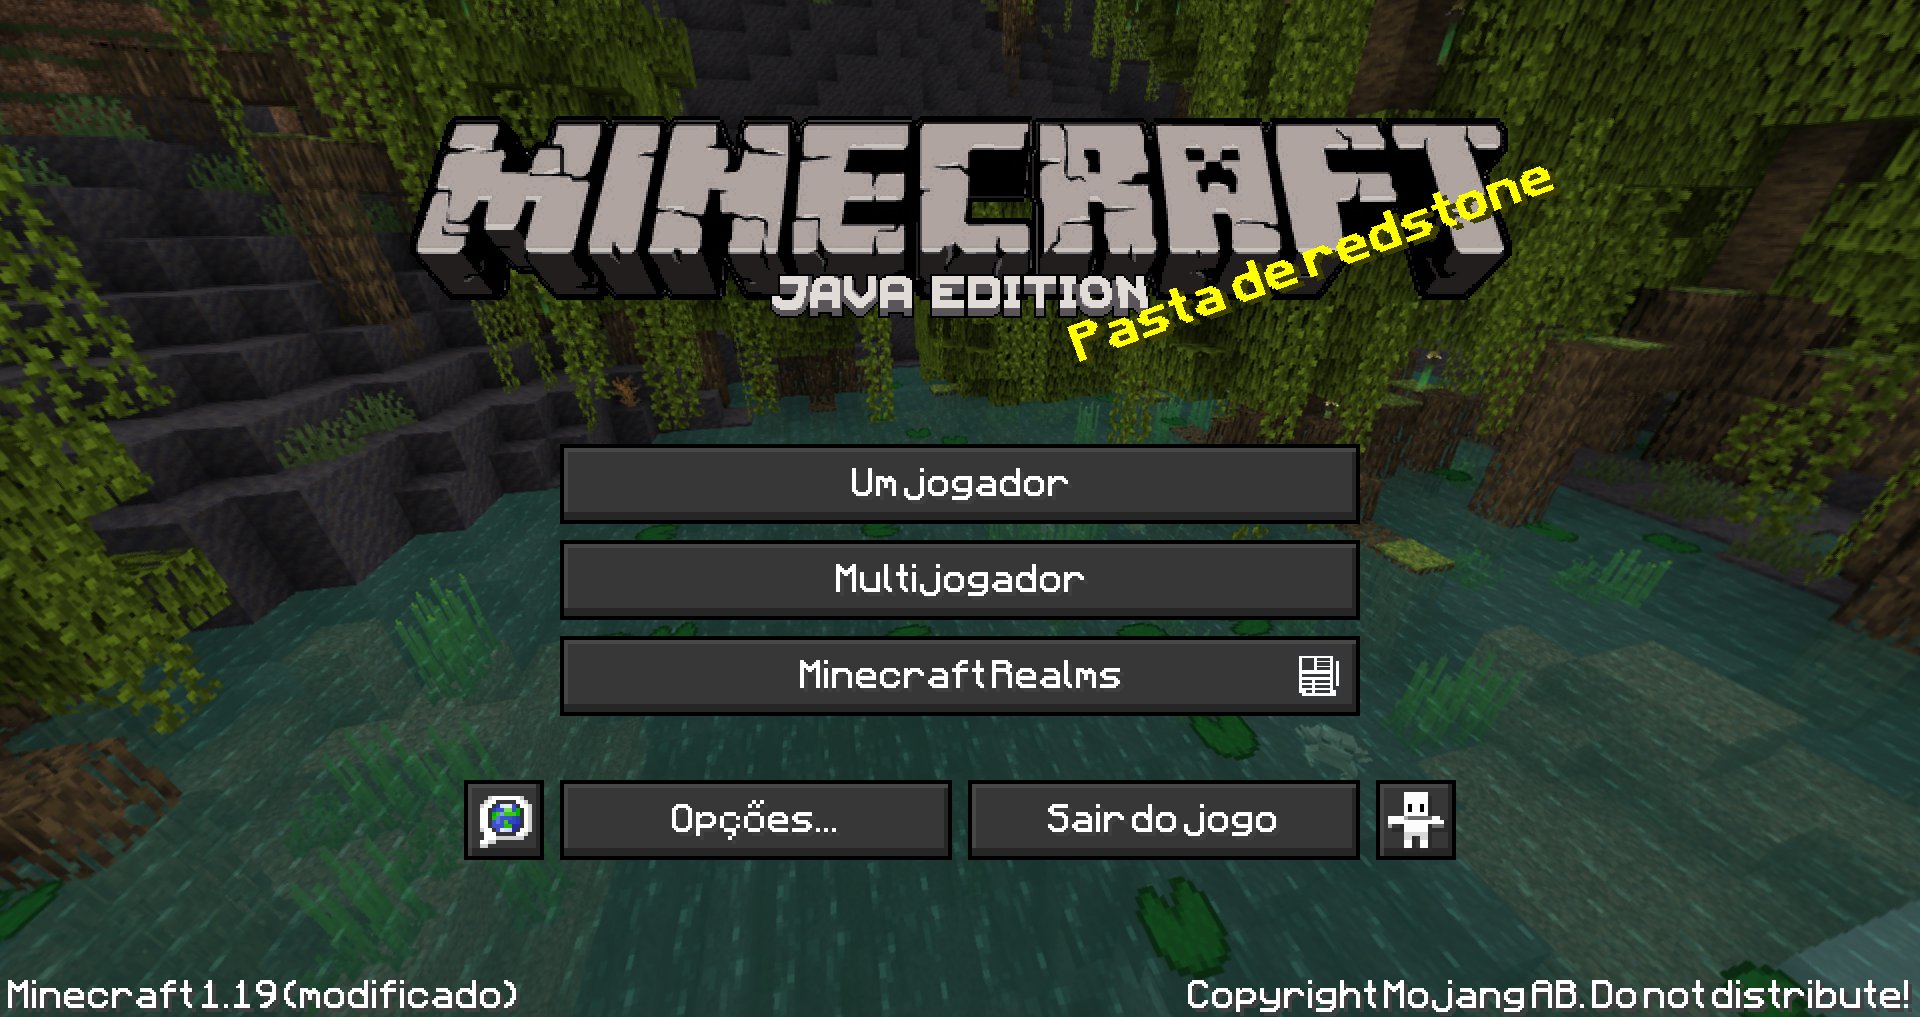 MINECRAFT
JAVA EDITION
Pasta de redstone
Um jogador
Multijogador
Minecraft Realms
Opções...
Sair do jogo
Minecraft 1.19 (modificado)
Copyright Mojang AB. Do not distribute!